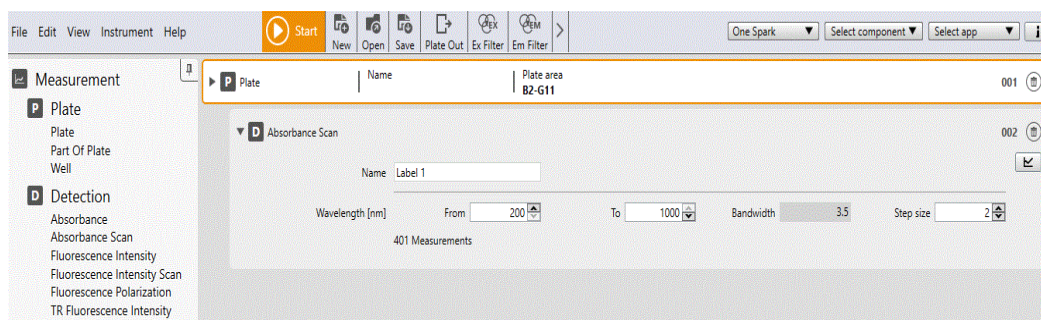 File Edit View Instrument Help
Start
New
Open
Save
Plate Out
EX
Ex Filter
EM
Em Filter
One Spark
Select component
Select app
i
Measurement
P Plate
Plate
Part Of Plate
Well
D Detection
Absorbance
Absorbance Scan
Fluorescence Intensity
Fluorescence Intensity Scan
Fluorescence Polarization
TR Fluorescence Intensity
P Plate
Name
Plate area
B2-G11
001
D Absorbance Scan
002
Name Label 1
Wavelength [nm] From 200 To 1000 Bandwidth 3.5 Step size 2
401 Measurements